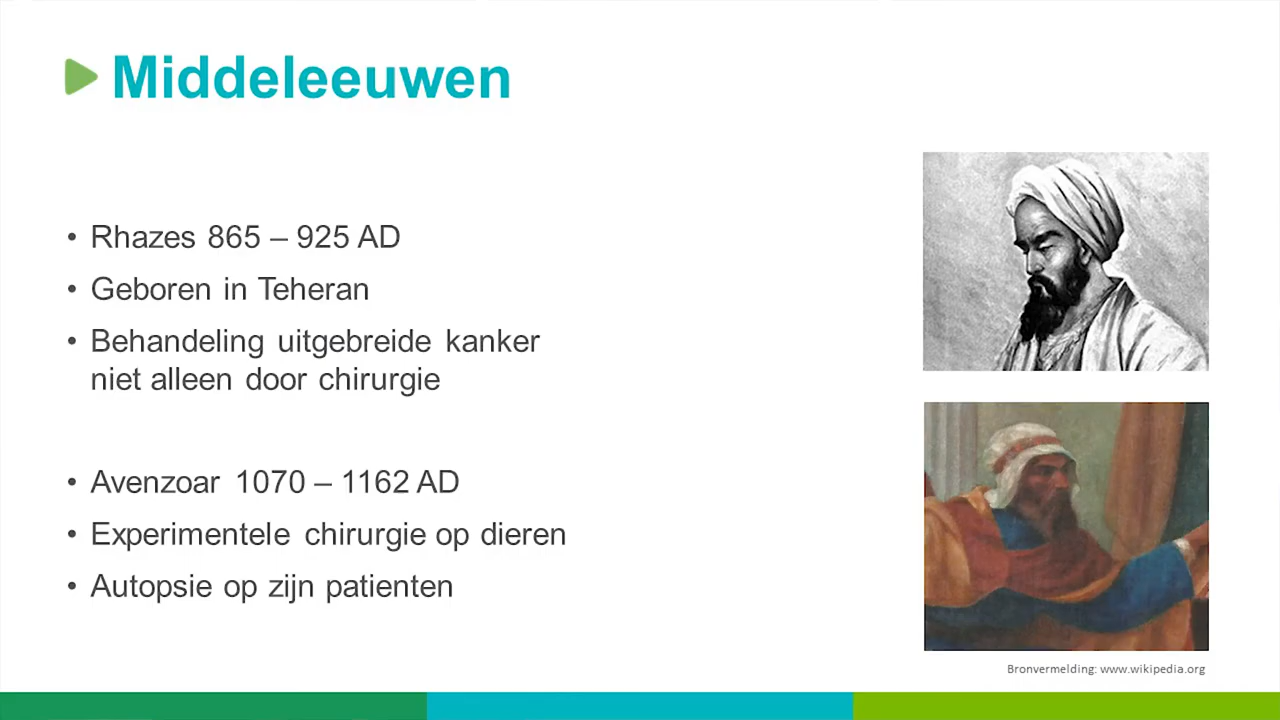 Middeleeuwen
• Rhazes 865 – 925 AD
• Geboren in Teheran
• Behandeling uitgebreide kanker
niet alleen door chirurgie
• Avenzoar 1070 – 1162 AD
• Experimentele chirurgie op dieren
• Autopsie op zijn patienten
Bronvermelding: www.wikipedia.org